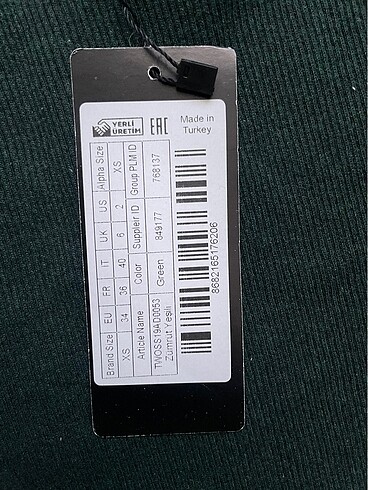 YERLİ
ÜRETİM
EAC
Made in
Turkey
Brand Size EU FR IT UK US Alpha Size
XS 34 36 40 6 2 XS
Article Name Color Supplier ID Group PLM ID
TWOSS19AD0053 Green 849177 768137
Zümrüt Yeşili
8682165176206